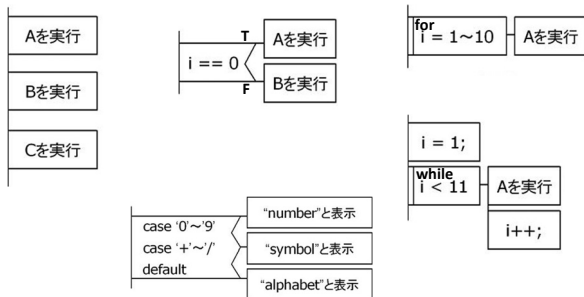 Aを実行
Bを実行
Cを実行
T
i == 0
F
Aを実行
Bを実行
for
i = 1～10
Aを実行
i = 1;
while
i < 11
Aを実行
i++;
case '0'～'9'
case '+'～'/'
default
"number"と表示
"symbol"と表示
"alphabet"と表示